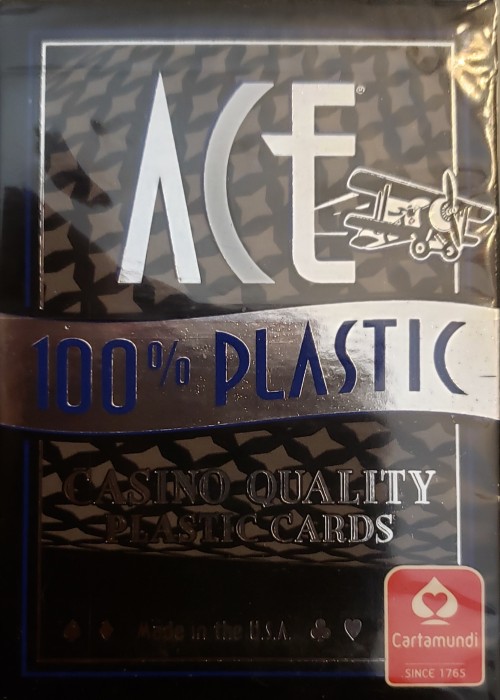 ACE®
100% PLASTIC
CASINO QUALITY
PLASTIC CARDS
Made in the U.S.A.
Cartamundi
SINCE 1765